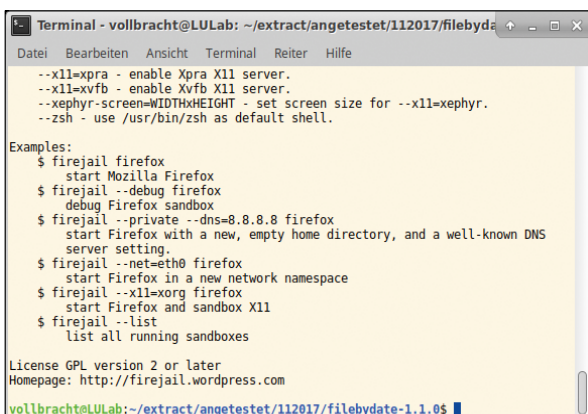 Terminal - vollbracht@LULab: ~/extract/angetestet/112017/filebyda
Datei Bearbeiten Ansicht Terminal Reiter Hilfe
--x11=xpra - enable Xpra X11 server.
--x11=xvfb - enable Xvfb X11 server.
--xephyr-screen=WIDTHxHEIGHT - set screen size for --x11=xephyr.
--zsh - use /usr/bin/zsh as default shell.
Examples:
$ firejail firefox
start Mozilla Firefox
$ firejail --debug firefox
debug Firefox sandbox
$ firejail --private --dns=8.8.8.8 firefox
start Firefox with a new, empty home directory, and a well-known DNS
server setting.
$ firejail --net=eth0 firefox
start Firefox in a new network namespace
$ firejail --x11=xorg firefox
start Firefox and sandbox X11
$ firejail --list
list all running sandboxes
License GPL version 2 or later
Homepage: http://firejail.wordpress.com
vollbracht@LULab:~/extract/angetestet/112017/filebydate-1.1.0$